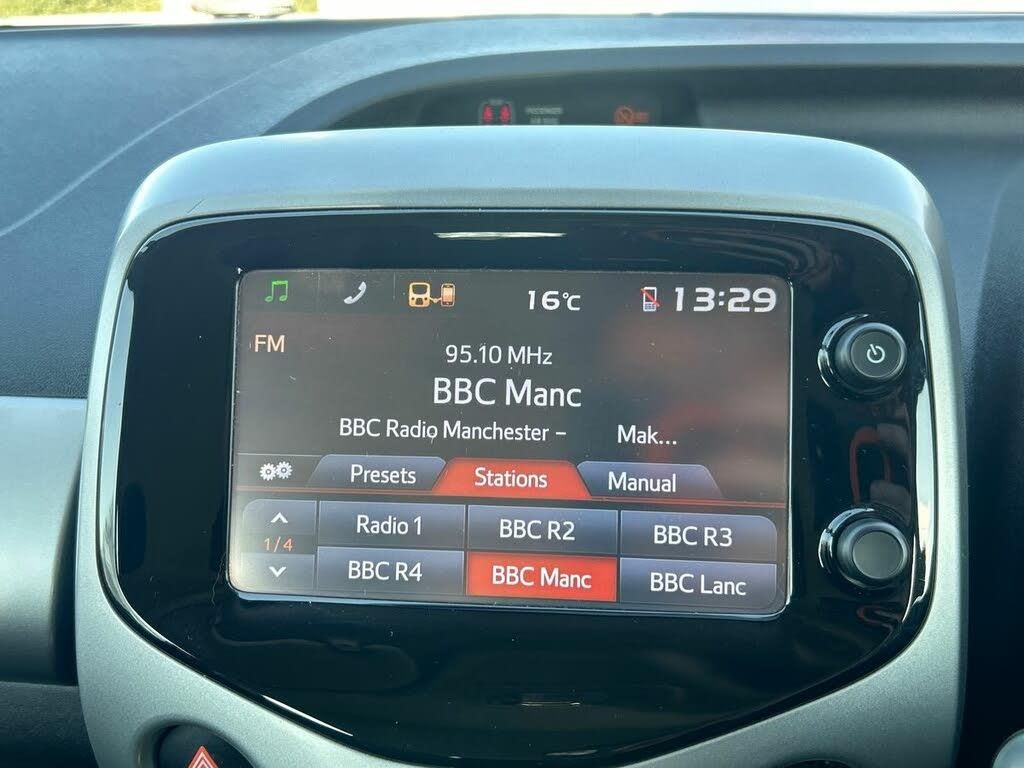 PASSENGER
16°C
13:29
FM
95.10 MHz
BBC Manc
BBC Radio Manchester – Mak...
Presets Stations Manual
1/4
Radio 1 BBC R2 BBC R3
BBC R4 BBC Manc BBC Lanc